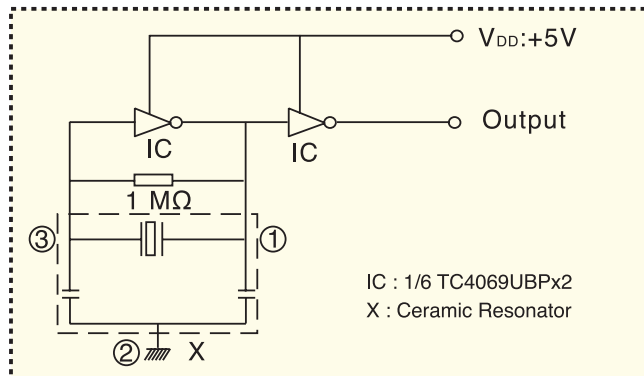 VDD:+5V
Output
IC
IC
1 MΩ
③
①
IC : 1/6 TC4069UBPx2
X : Ceramic Resonator
②
X